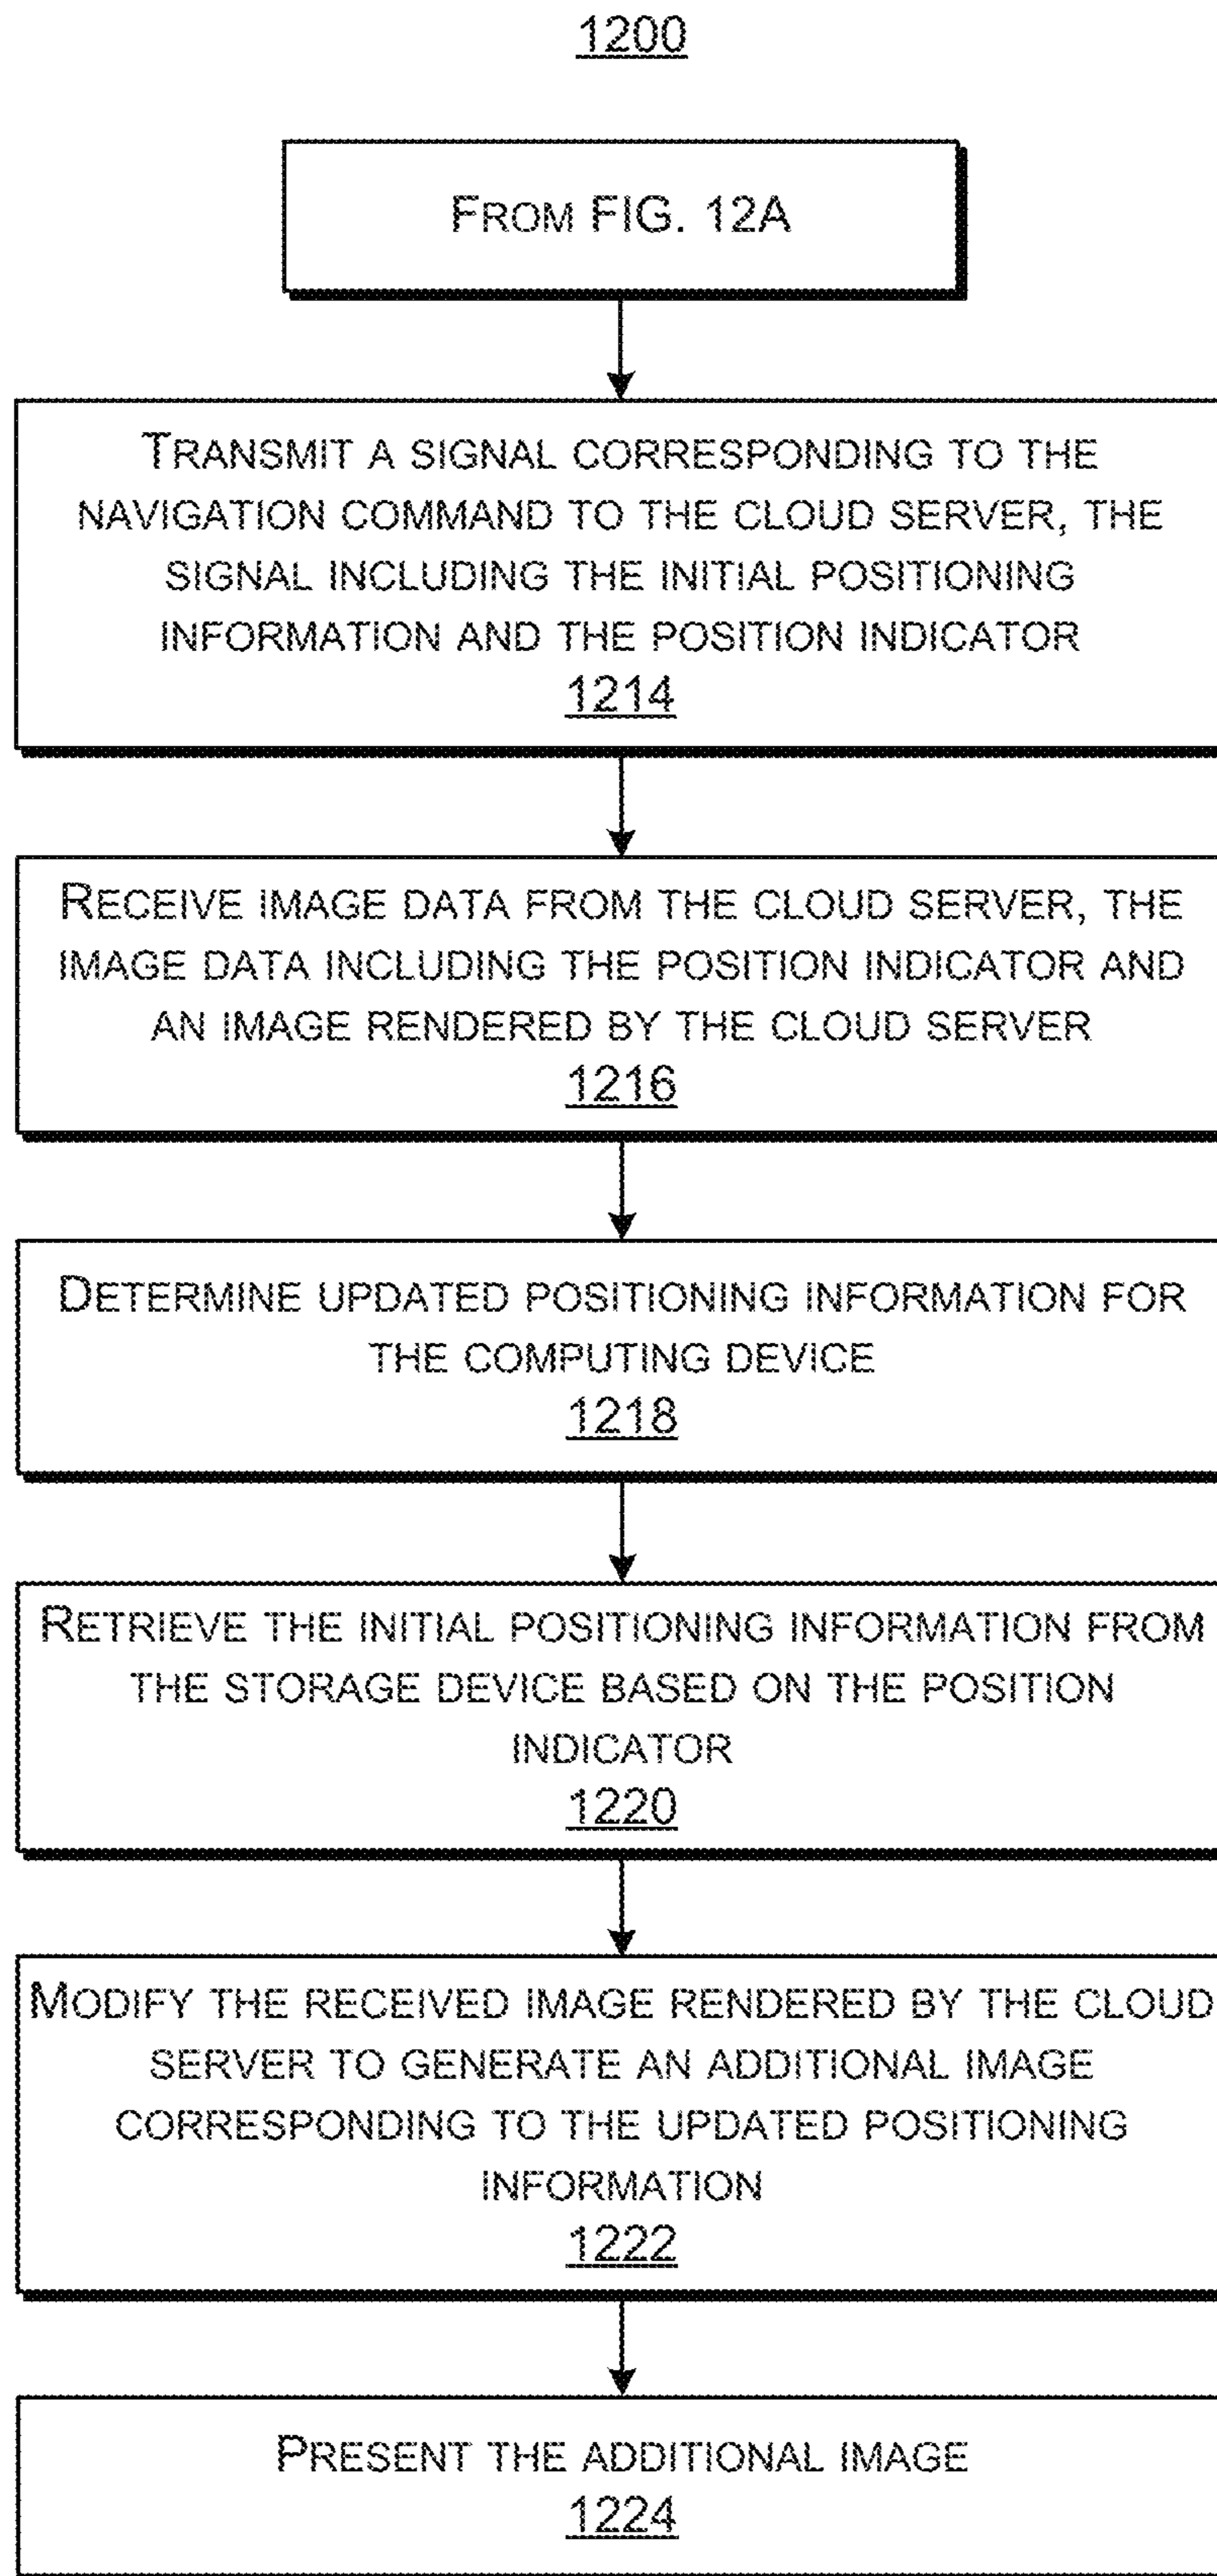 1200
FROM FIG. 12A
TRANSMIT A SIGNAL CORRESPONDING TO THE
NAVIGATION COMMAND TO THE CLOUD SERVER, THE
SIGNAL INCLUDING THE INITIAL POSITIONING
INFORMATION AND THE POSITION INDICATOR
1214
RECEIVE IMAGE DATA FROM THE CLOUD SERVER, THE
IMAGE DATA INCLUDING THE POSITION INDICATOR AND
AN IMAGE RENDERED BY THE CLOUD SERVER
1216
DETERMINE UPDATED POSITIONING INFORMATION FOR
THE COMPUTING DEVICE
1218
RETRIEVE THE INITIAL POSITIONING INFORMATION FROM
THE STORAGE DEVICE BASED ON THE POSITION
INDICATOR
1220
MODIFY THE RECEIVED IMAGE RENDERED BY THE CLOUD
SERVER TO GENERATE AN ADDITIONAL IMAGE
CORRESPONDING TO THE UPDATED POSITIONING
INFORMATION
1222
PRESENT THE ADDITIONAL IMAGE
1224